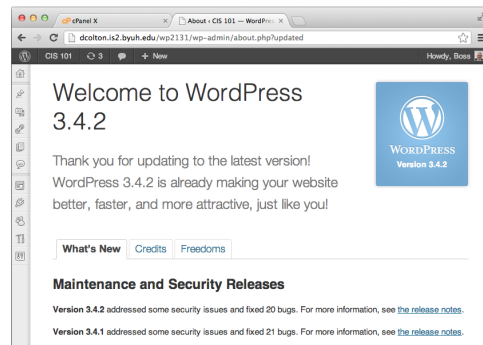 cPanel X
About ‹ CIS 101 — WordPres
dcolton.is2.byuh.edu/wp2131/wp-admin/about.php?updated
CIS 101 3 + New Howdy, Boss
Welcome to WordPress
3.4.2
WORDPRESS
Version 3.4.2
Thank you for updating to the latest version!
WordPress 3.4.2 is already making your website
better, faster, and more attractive, just like you!
What's New Credits Freedoms
Maintenance and Security Releases
Version 3.4.2 addressed some security issues and fixed 20 bugs. For more information, see the release notes.
Version 3.4.1 addressed some security issues and fixed 21 bugs. For more information, see the release notes.